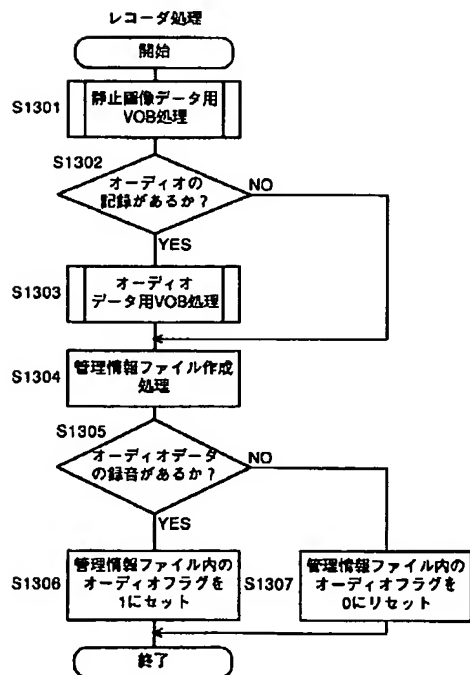 レコーダ処理
開始
S1301
静止画像データ用
VOB処理
S1302
オーディオの
記録があるか?
NO
YES
S1303
オーディオ
データ用VOB処理
S1304
管理情報ファイル作成
処理
S1305
オーディオデータ
の録音があるか?
NO
YES
S1306
管理情報ファイル内の
オーディオフラグを
1にセット
S1307
管理情報ファイル内の
オーディオフラグを
0にリセット
終了